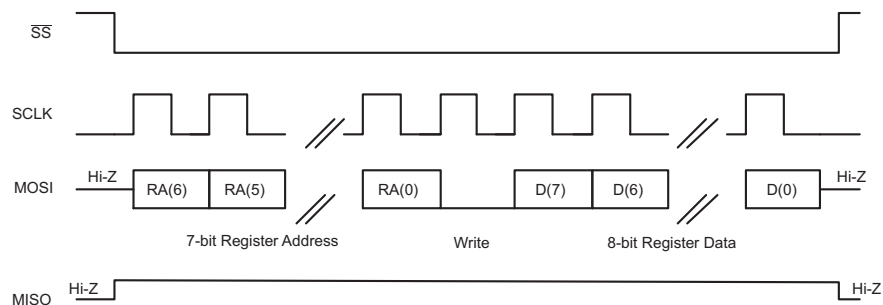 SS
SCLK
Hi-Z
Hi-Z
MOSI
RA(6)
RA(5)
RA(0)
D(7)
D(6)
D(0)
7-bit Register Address
Write
8-bit Register Data
Hi-Z
Hi-Z
MISO